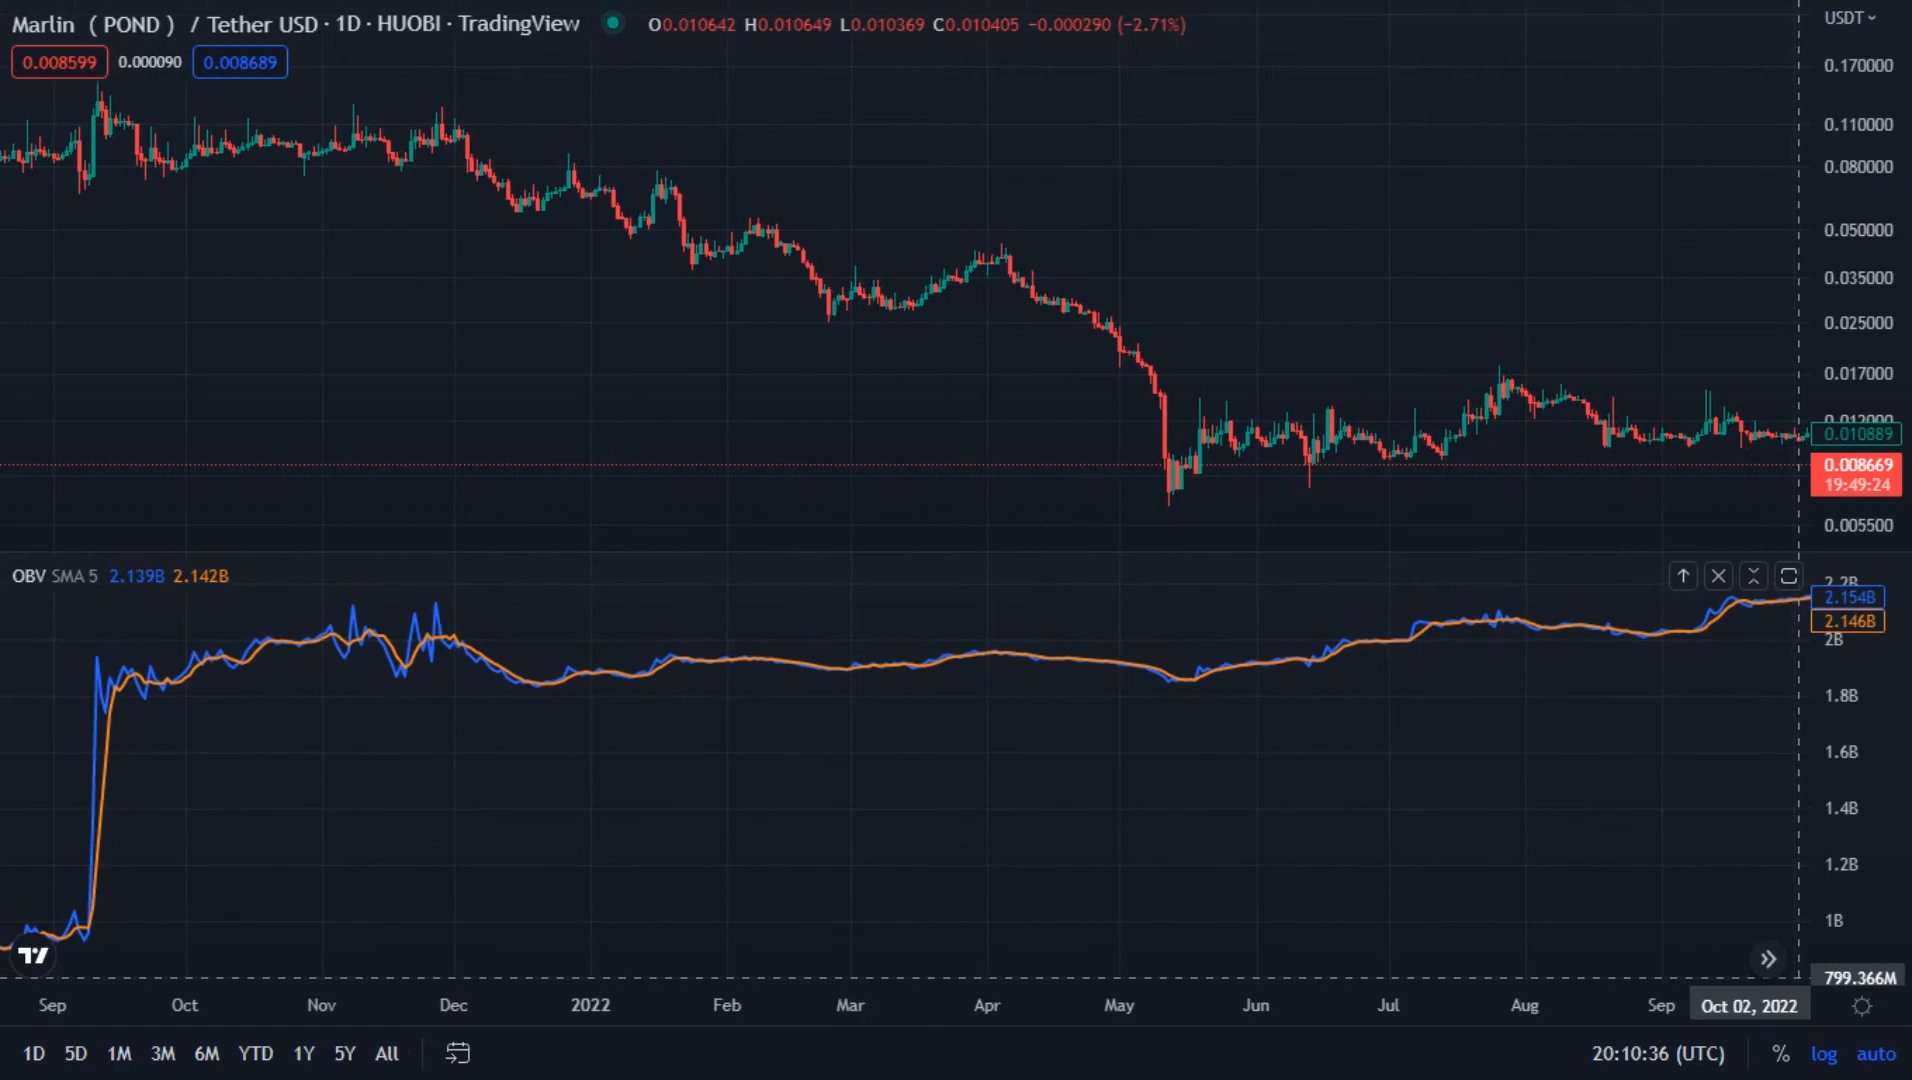 Marlin ( POND ) / Tether USD · 1D · HUOBI · TradingView O0.010642 H0.010649 L0.010369 C0.010405 −0.000290 (−2.71%) USDT
0.008599 0.000090 0.008689
0.170000
0.110000
0.080000
0.050000
0.035000
0.025000
0.017000
0.012000
0.010889
0.008669
19:49:24
0.005500
OBV SMA 5 2.139B 2.142B
2.2B
2.154B
2.146B
2B
1.8B
1.6B
1.4B
1.2B
1B
799.366M
Sep Oct Nov Dec 2022 Feb Mar Apr May Jun Jul Aug Sep Oct 02, 2022
1D 5D 1M 3M 6M YTD 1Y 5Y All 20:10:36 (UTC) % log auto